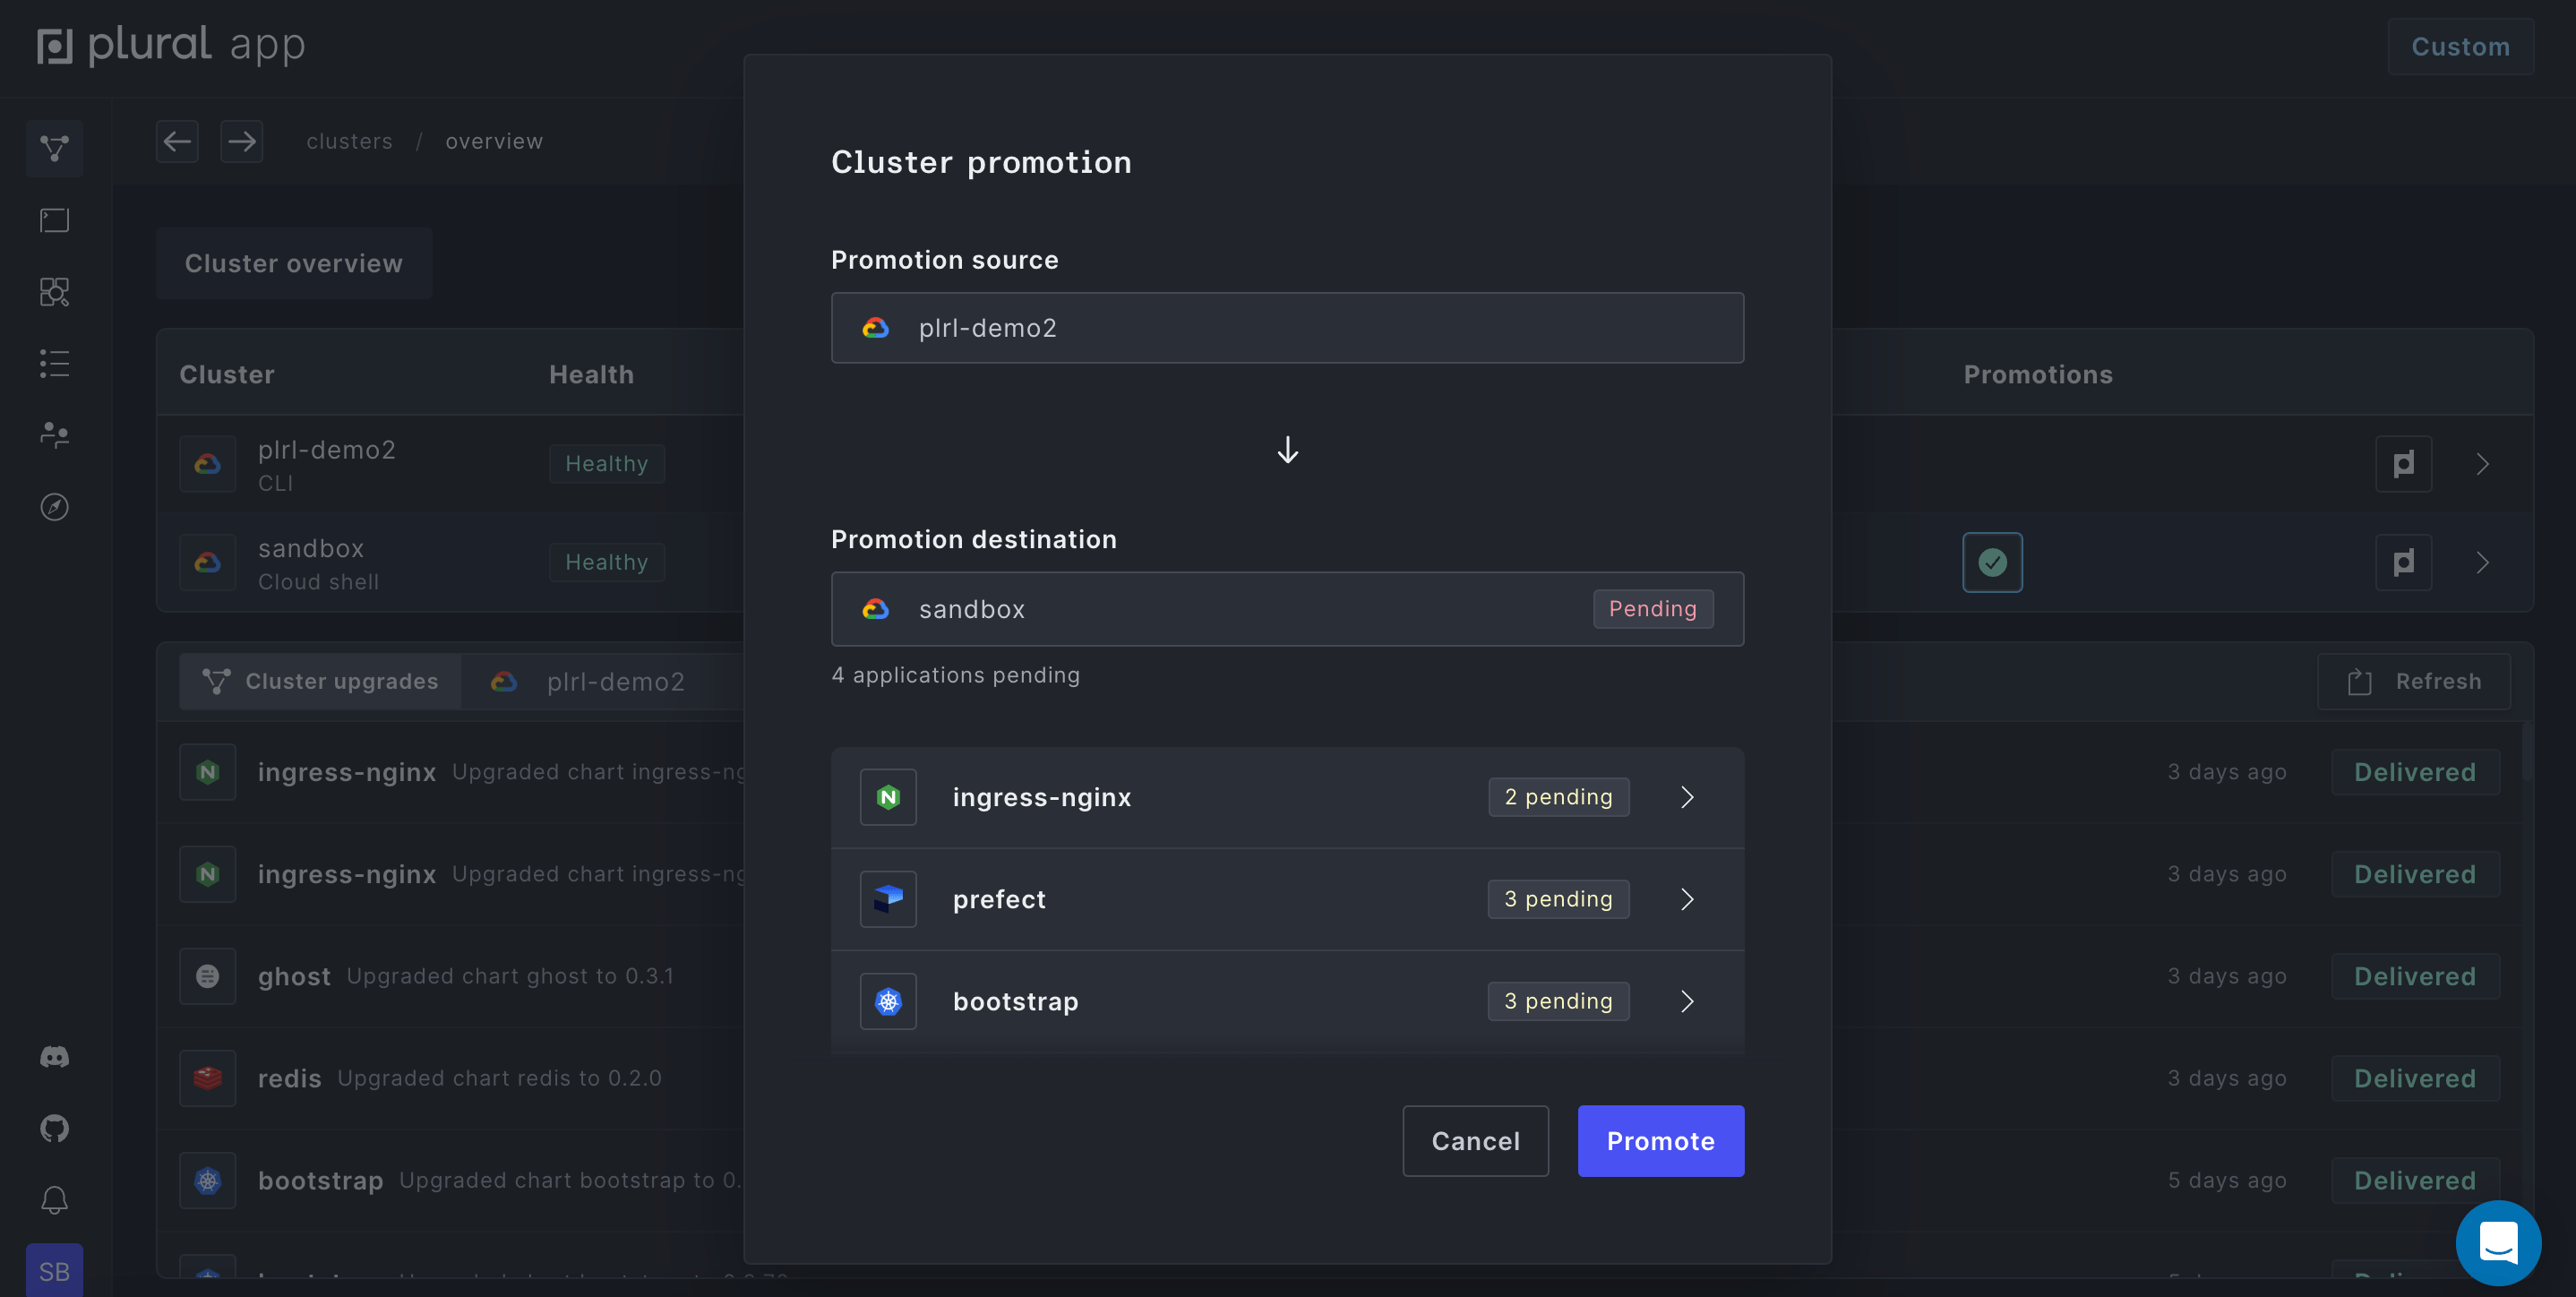 plural app
Custom
clusters / overview
Cluster overview
Cluster Health Promotions
plrl-demo2
CLI
Healthy
sandbox
Cloud shell
Healthy
Cluster upgrades plrl-demo2 Refresh
ingress-nginx Upgraded chart ingress-ng 3 days ago Delivered
ingress-nginx Upgraded chart ingress-ng 3 days ago Delivered
ghost Upgraded chart ghost to 0.3.1 3 days ago Delivered
redis Upgraded chart redis to 0.2.0 3 days ago Delivered
bootstrap Upgraded chart bootstrap to 0. 5 days ago Delivered
SB
Cluster promotion
Promotion source
plrl-demo2
Promotion destination
sandbox Pending
4 applications pending
ingress-nginx 2 pending
prefect 3 pending
bootstrap 3 pending
Cancel Promote